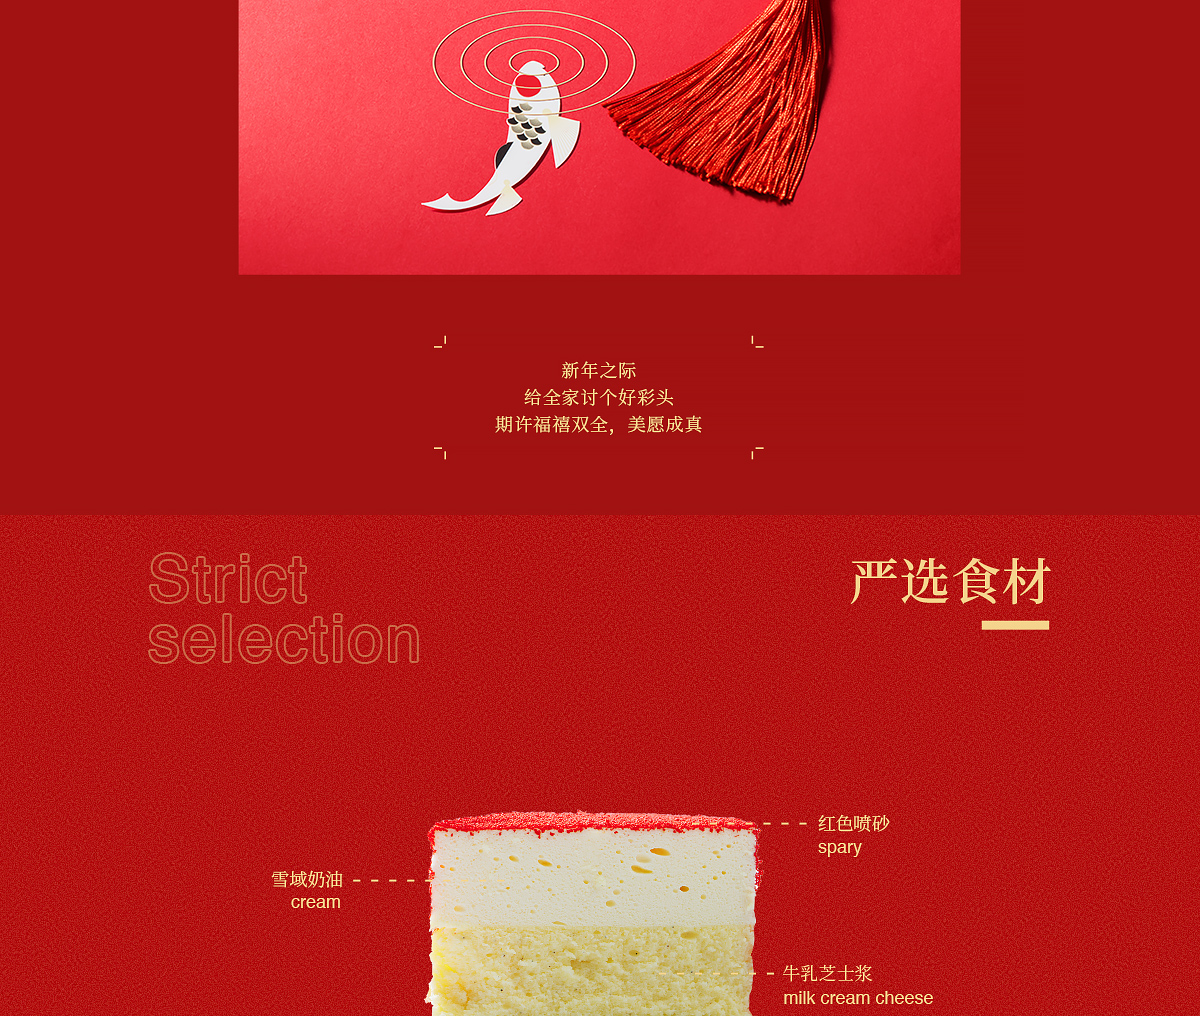 新年之际
给全家讨个好彩头
期许福禧双全，美愿成真
Strict
selection
严选食材
红色喷砂
spary
雪域奶油
cream
牛乳芝士浆
milk cream cheese